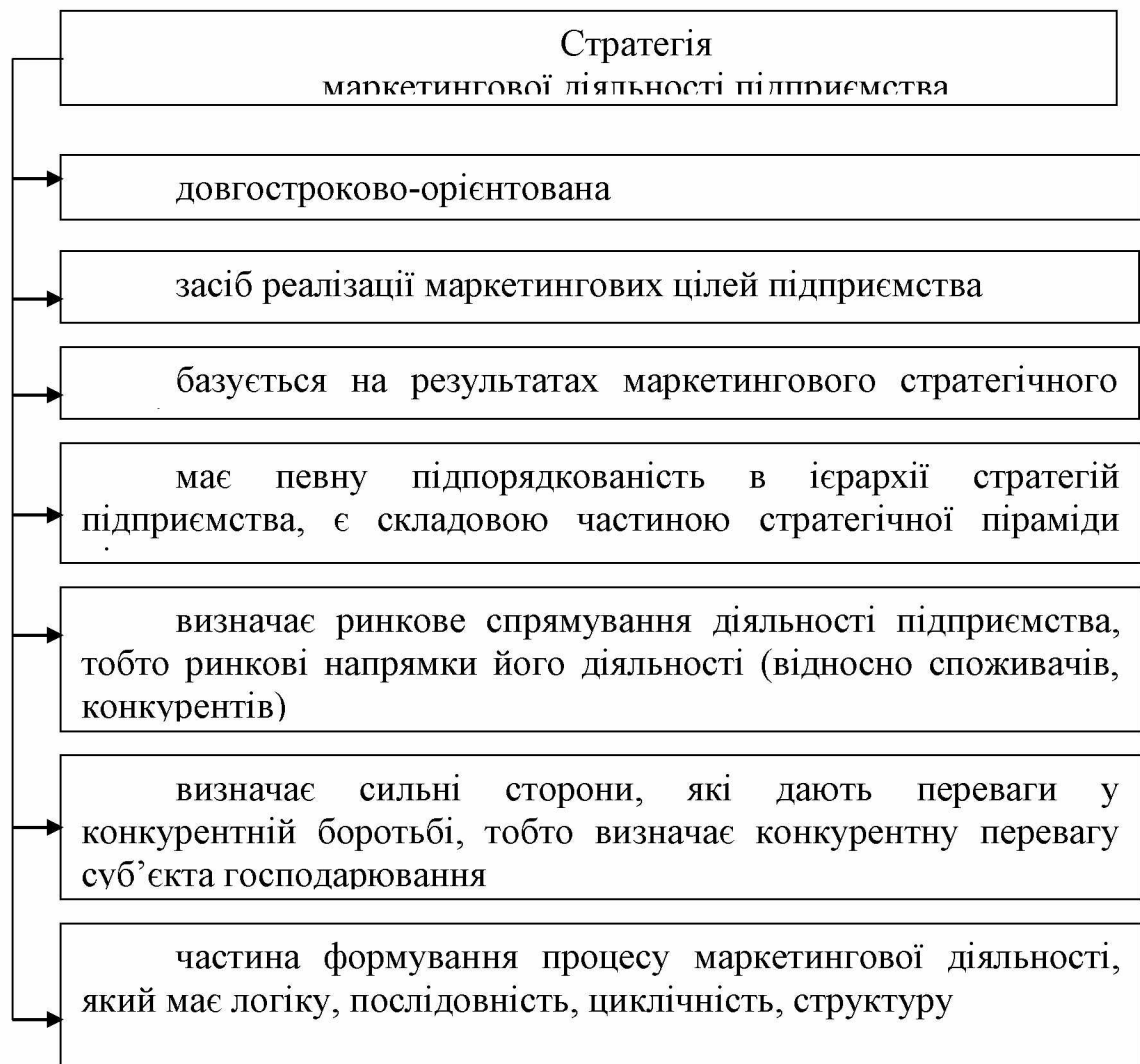 Стратегія
маркетингової діяльності підприємства
довгостроково-орієнтована
засіб реалізації маркетингових цілей підприємства
базується на результатах маркетингового стратегічного
має певну підпорядкованість в ієрархії стратегій
підприємства, є складовою частиною стратегічної піраміди
визначає ринкове спрямування діяльності підприємства,
тобто ринкові напрямки його діяльності (відносно споживачів,
конкурентів)
визначає сильні сторони, які дають переваги у
конкурентній боротьбі, тобто визначає конкурентну перевагу
суб’єкта господарювання
частина формування процесу маркетингової діяльності,
який має логіку, послідовність, циклічність, структуру